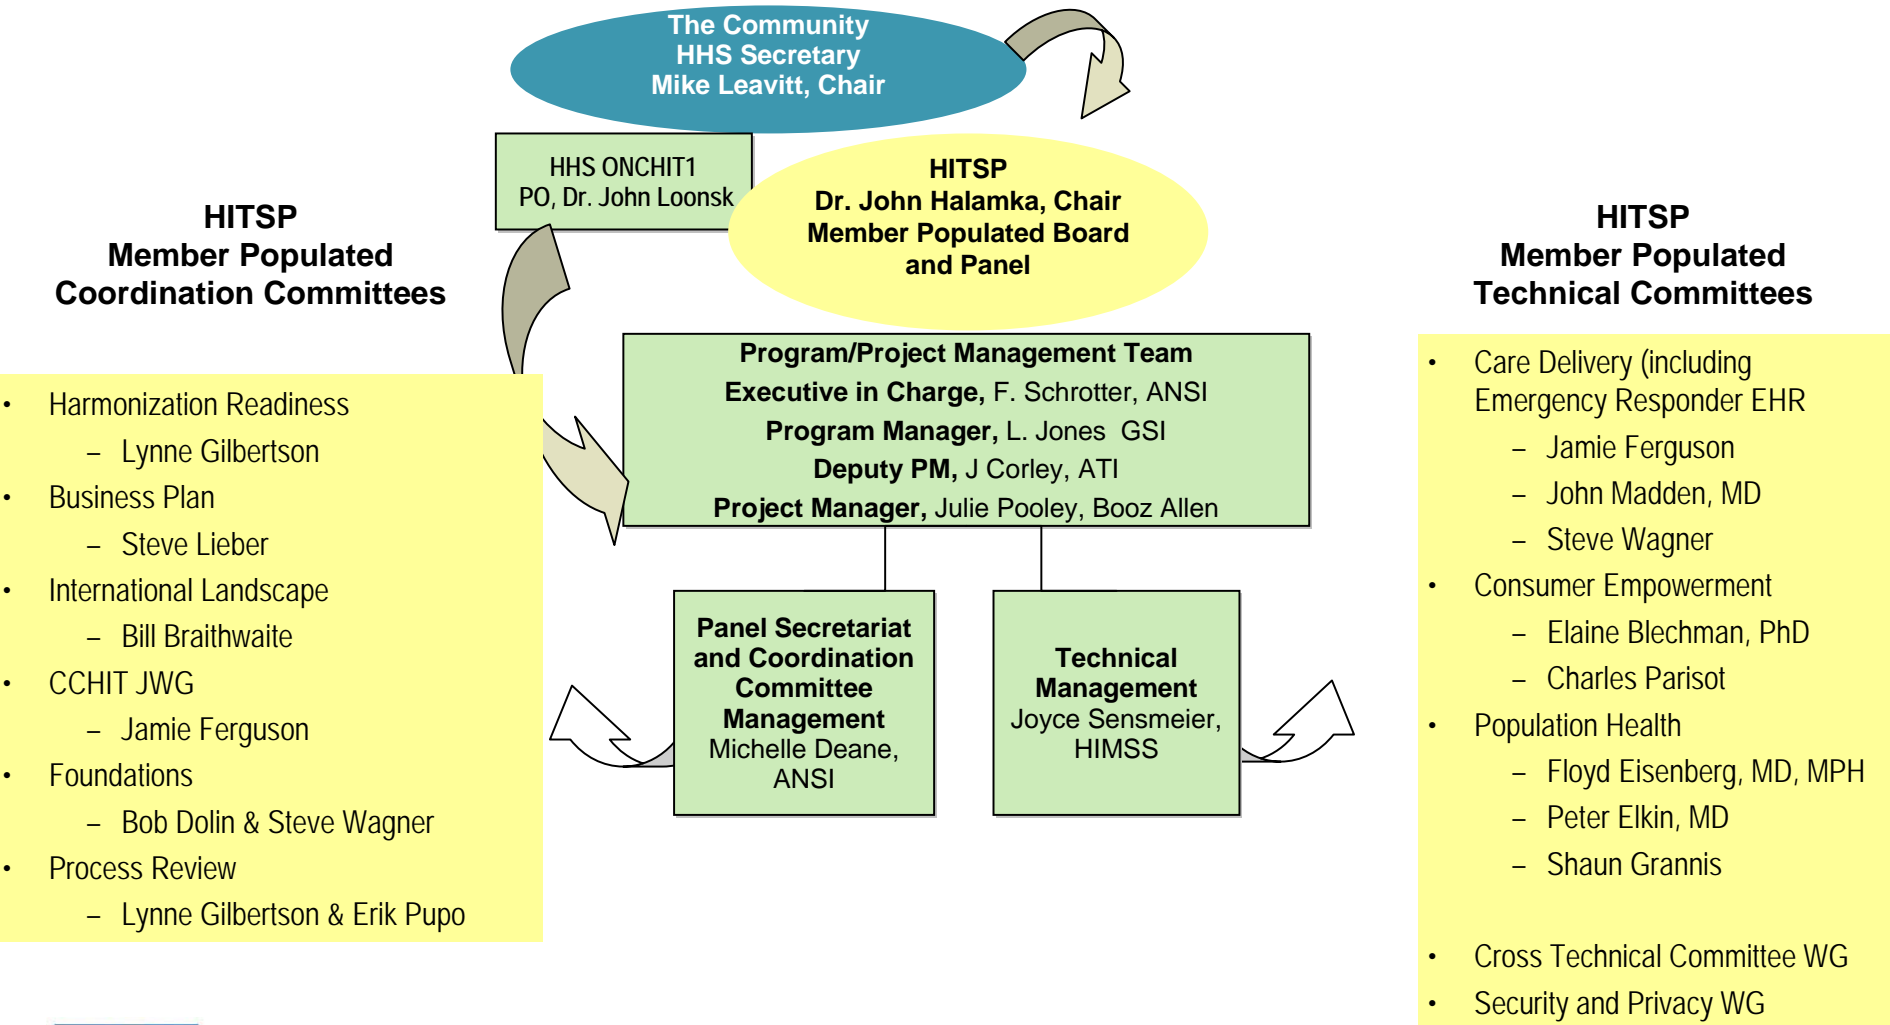 The Community
HHS Secretary
Mike Leavitt, Chair
HHS ONCHIT1
PO, Dr. John Loonsk
HITSP
Dr. John Halamka, Chair
Member Populated Board
and Panel
HITSP
Member Populated
Coordination Committees
• Harmonization Readiness
– Lynne Gilbertson
• Business Plan
– Steve Lieber
• International Landscape
– Bill Braithwaite
• CCHIT JWG
– Jamie Ferguson
• Foundations
– Bob Dolin & Steve Wagner
• Process Review
– Lynne Gilbertson & Erik Pupo
Program/Project Management Team
Executive in Charge, F. Schrotter, ANSI
Program Manager, L. Jones  GSI
Deputy PM, J Corley, ATI
Project Manager, Julie Pooley, Booz Allen
Panel Secretariat
and Coordination
Committee
Management
Michelle Deane,
ANSI
Technical
Management
Joyce Sensmeier,
HIMSS
HITSP
Member Populated
Technical Committees
• Care Delivery (including
Emergency Responder EHR
– Jamie Ferguson
– John Madden, MD
– Steve Wagner
• Consumer Empowerment
– Elaine Blechman, PhD
– Charles Parisot
• Population Health
– Floyd Eisenberg, MD, MPH
– Peter Elkin, MD
– Shaun Grannis
• Cross Technical Committee WG
• Security and Privacy WG